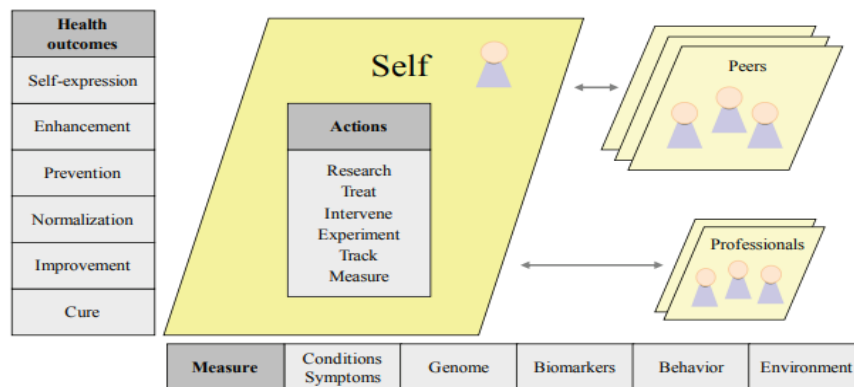 Health
outcomes
Self-expression
Enhancement
Prevention
Normalization
Improvement
Cure
Self
Actions
Research
Treat
Intervene
Experiment
Track
Measure
Peers
Professionals
Measure
Conditions
Symptoms
Genome
Biomarkers
Behavior
Environment